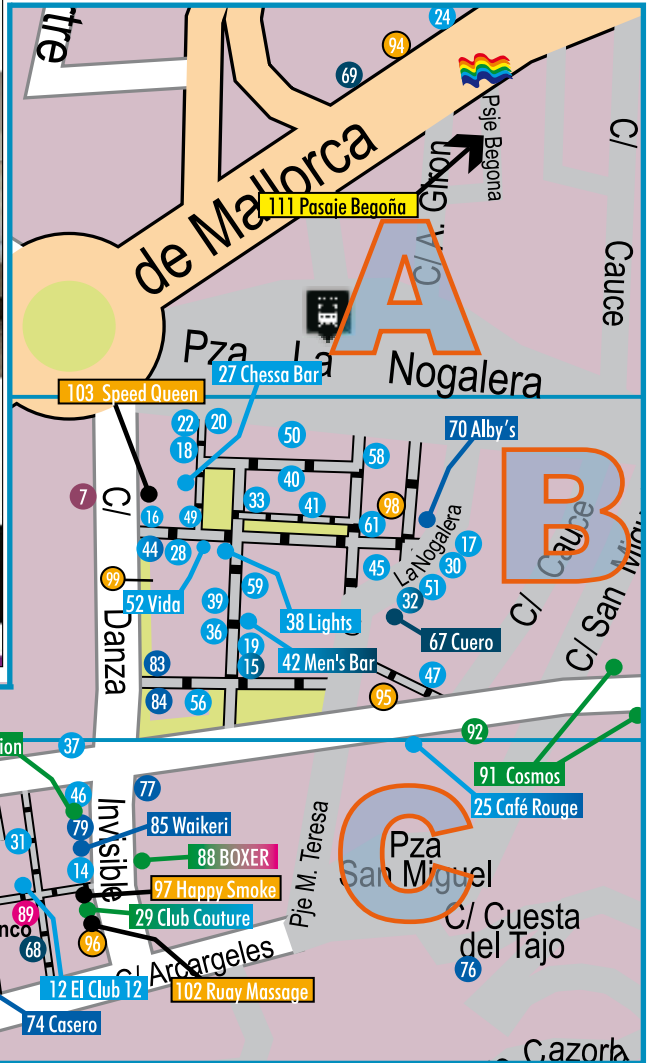 tre
24
94
69
Psje Begona
C/
de Mallorca
C/A. Giron
111 Pasaje Begoña
Cauce
A
Pza La Nogalera
27 Chessa Bar
103 Speed Queen
22
20
50
70 Alby's
18
58
B
40
7
C/
33
41
98
16
49
61
La Nogalera
C/ Cauce
44
28
17
45
30
C/ San Migu
99
59
51
52 Vida
39
32
38 Lights
Danza
36
67 Cuero
19
42 Men's Bar
15
83
47
84
56
95
92
ion
37
91 Cosmos
46
77
25 Café Rouge
Invisible
79
85 Waikeri
31
C
Pza
San Miguel
88 BOXER
Pje M. Teresa
14
97 Happy Smoke
89
29 Club Couture
C/ Cuesta
del Tajo
nco
68
96
C/ Arcargeles
76
12 El Club 12
102 Ruay Massage
74 Casero
Cazorb